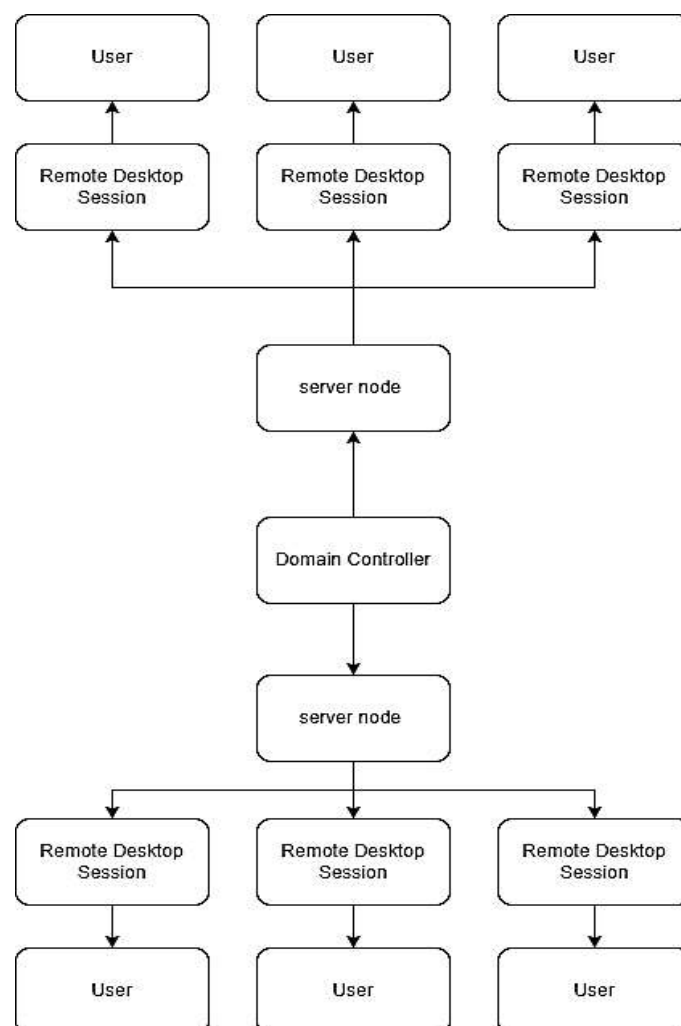 User
User
User
Remote Desktop
Session
Remote Desktop
Session
Remote Desktop
Session
server node
Domain Controller
server node
Remote Desktop
Session
Remote Desktop
Session
Remote Desktop
Session
User
User
User